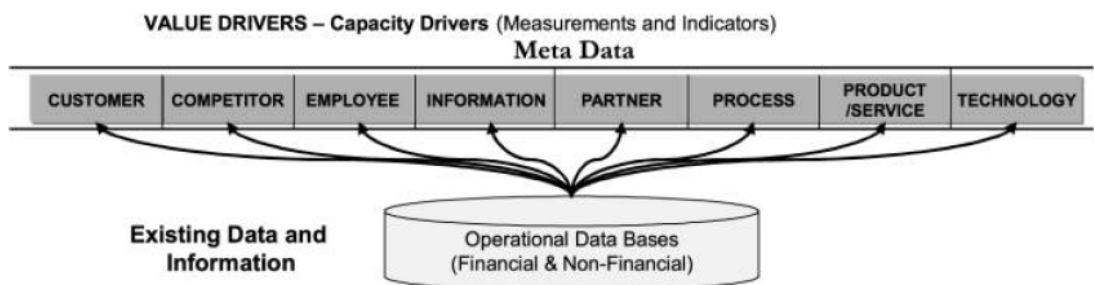 VALUE DRIVERS – Capacity Drivers (Measurements and Indicators)
Meta Data
CUSTOMER
COMPETITOR
EMPLOYEE
INFORMATION
PARTNER
PROCESS
PRODUCT
/SERVICE
TECHNOLOGY
Existing Data and
Information
Operational Data Bases
(Financial & Non-Financial)